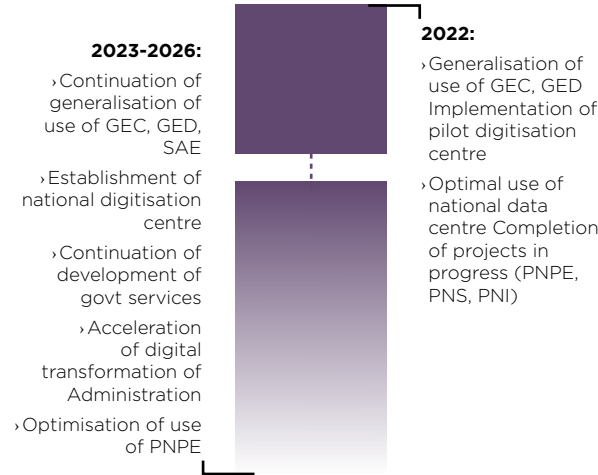 2023-2026:
›Continuation of
generalisation of
use of GEC, GED,
SAE
›Establishment of
national digitisation
centre
›Continuation of
development of
govt services
›Acceleration
of digital
transformation of
Administration
›Optimisation of use
of PNPE
2022:
›Generalisation of
use of GEC, GED
Implementation of
pilot digitisation
centre
›Optimal use of
national data
centre Completion
of projects in
progress (PNPE,
PNS, PNI)